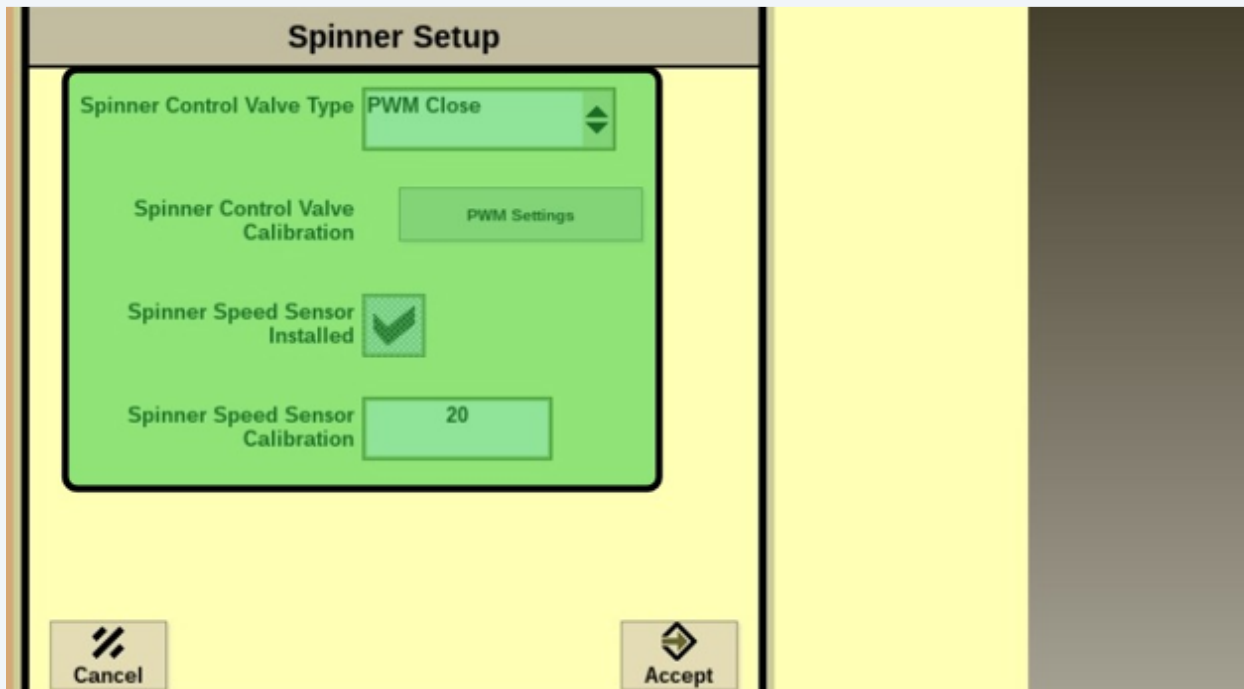 Spinner Setup
Spinner Control Valve Type PWM Close
Spinner Control Valve
Calibration
PWM Settings
Spinner Speed Sensor
Installed
Spinner Speed Sensor
Calibration
20
Cancel
Accept